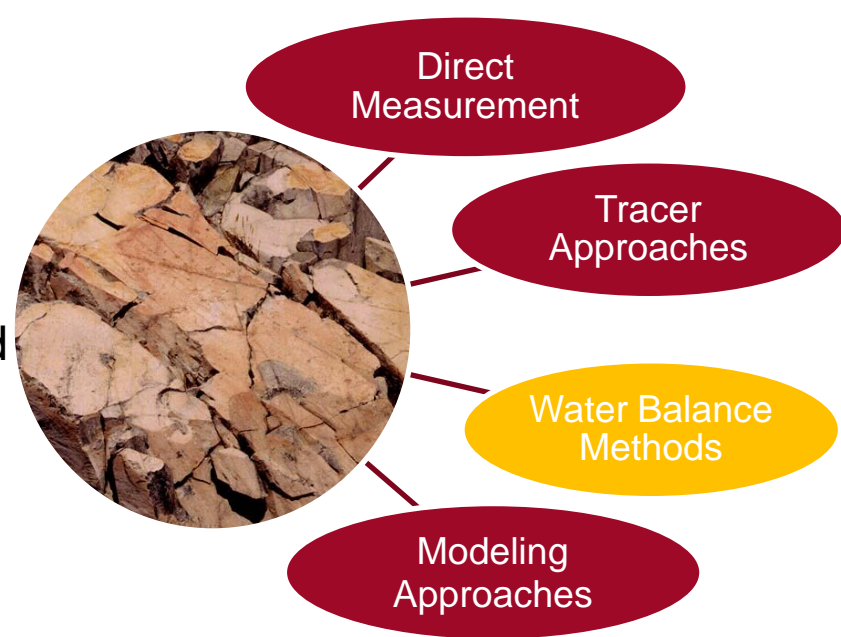 Direct
Measurement
Tracer
Approaches
d
Water Balance
Methods
Modeling
Approaches